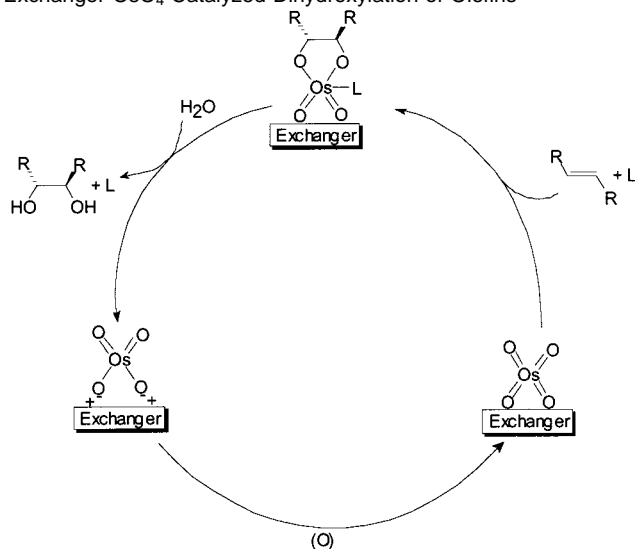 Exchanger-OsO4 Catalyzed Dihydroxylation of Olefins
R R
O O
Os-L
O O
Exchanger
H2O
R R
+ L
HO OH
R
+ L
R
O O
Os
O O
+ - - +
Exchanger
O O
Os
O O
Exchanger
(O)